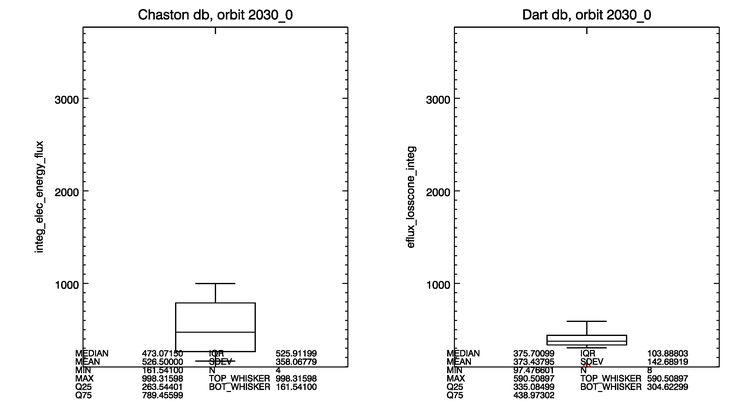 Chaston db, orbit 2030_0
3000
2000
1000
integ_elec_energy_flux
MEDIAN 473.07150 IQR 525.91199
MEAN 526.50000 SDEV 358.06779
MIN 161.54100 N 4
MAX 998.31598 TOP_WHISKER 998.31598
Q25 263.54401 BOT_WHISKER 161.54100
Q75 789.45599
Dart db, orbit 2030_0
3000
2000
1000
eflux_losscone_integ
MEDIAN 375.70099 IQR 103.88803
MEAN 373.43795 SDEV 142.68919
MIN 97.476601 N 8
MAX 590.50897 TOP_WHISKER 590.50897
Q25 335.08499 BOT_WHISKER 304.62299
Q75 438.97302